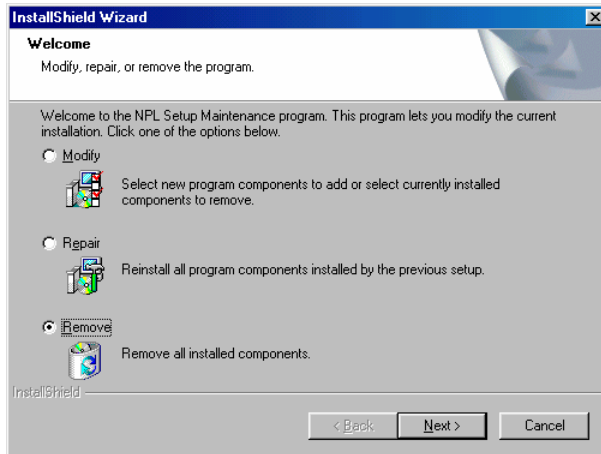 InstallShield Wizard
Welcome
Modify, repair, or remove the program.
Welcome to the NPL Setup Maintenance program. This program lets you modify the current
installation. Click one of the options below.
Modify
Select new program components to add or select currently installed
components to remove.
Repair
Reinstall all program components installed by the previous setup.
Remove
Remove all installed components.
InstallShield
< Back Next > Cancel